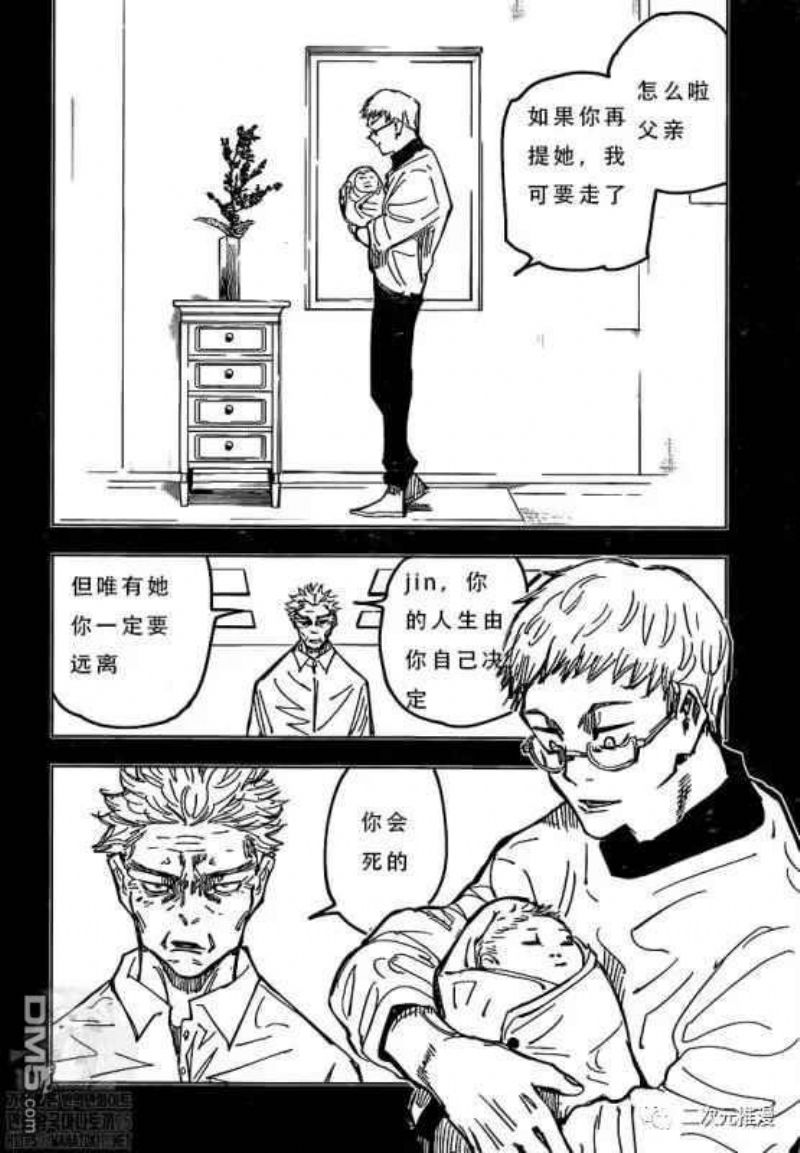 怎么啦
父亲
如果你再
提她，我
可要走了
jin，你
的人生由
你自己决
定
但唯有她
你一定要
远离
你会
死的
DM5.com
二次元推漫